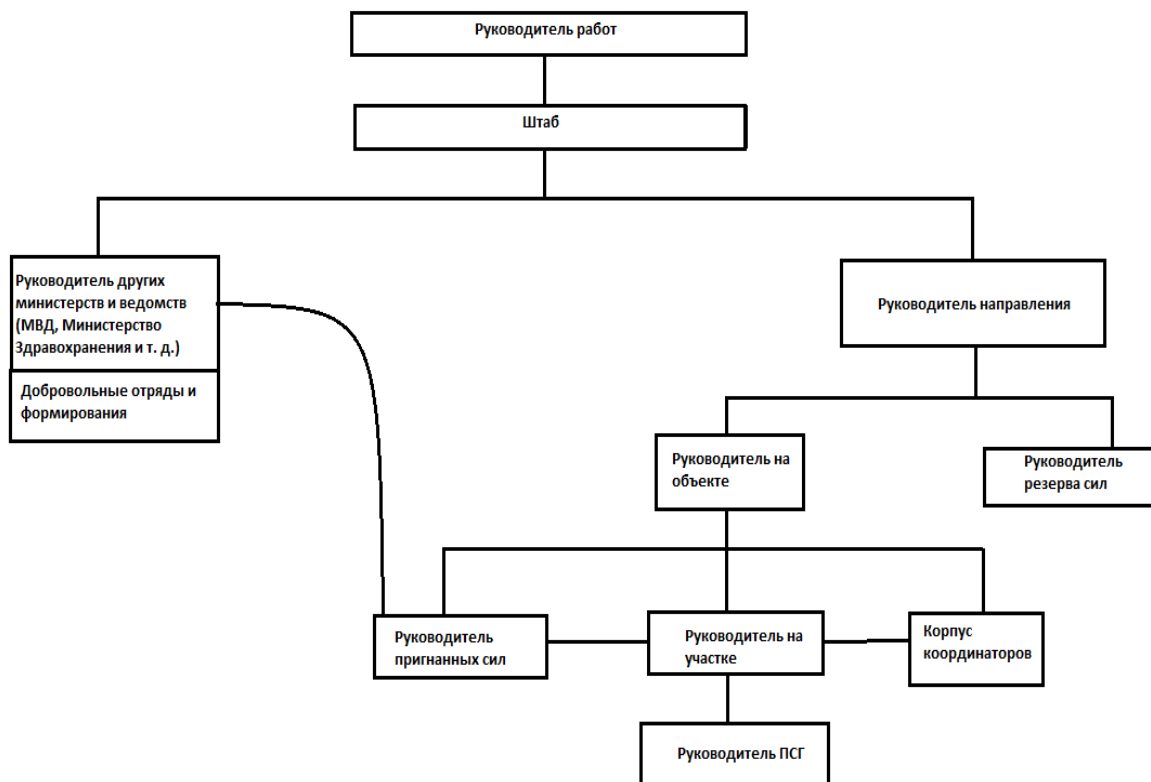 Руководитель работ
Штаб
Руководитель других
министерств и ведомств
(МВД, Министерство
Здравохранения и т. д.)
Добровольные отряды и
формирования
Руководитель направления
Руководитель на
объекте
Руководитель
резерва сил
Руководитель
пригнанных сил
Руководитель на
участке
Корпус
координаторов
Руководитель ПСГ